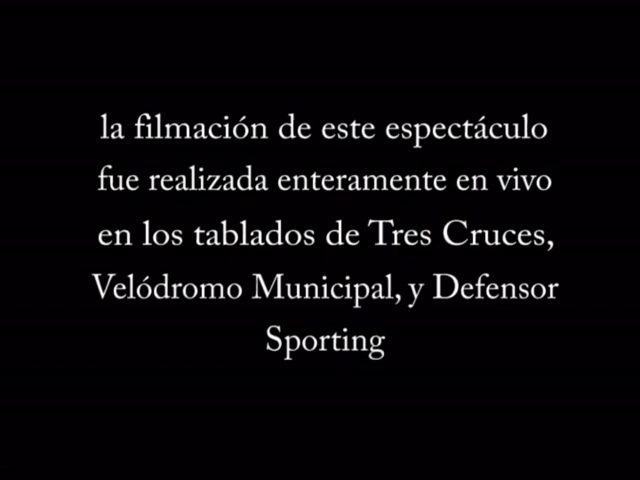 la filmación de este espectáculo
fue realizada enteramente en vivo
en los tablados de Tres Cruces,
Velódromo Municipal, y Defensor
Sporting